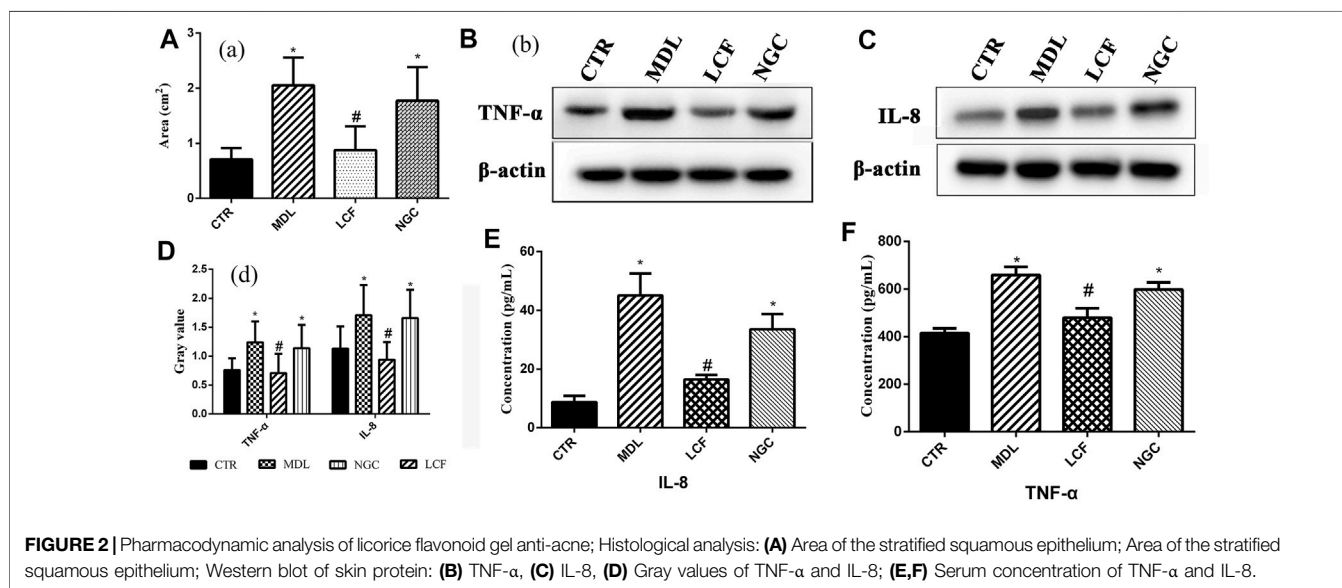 A
(a)
Area (cm²)
3
2
1
0
*
#
*
CTR
MDL
LCF
NGC
B
(b)
CTR
MDL
LCF
NGC
TNF-α
β-actin
C
CTR
MDL
LCF
NGC
IL-8
β-actin
D
(d)
Gray value
2.5
2.0
1.5
1.0
0.5
0.0
*
#
*
*
#
*
TNF-α
IL-8
CTR
MDL
NGC
LCF
E
Concentration (pg/mL)
60
40
20
0
*
#
*
CTR
MDL
LCF
NGC
IL-8
F
Concentration (pg/mL)
800
600
400
200
0
*
#
*
CTR
MDL
LCF
NGC
TNF-α
FIGURE 2 | Pharmacodynamic analysis of licorice flavonoid gel anti-acne; Histological analysis: (A) Area of the stratified squamous epithelium; Area of the stratified
squamous epithelium; Western blot of skin protein: (B) TNF-α, (C) IL-8, (D) Gray values of TNF-α and IL-8; (E,F) Serum concentration of TNF-α and IL-8.